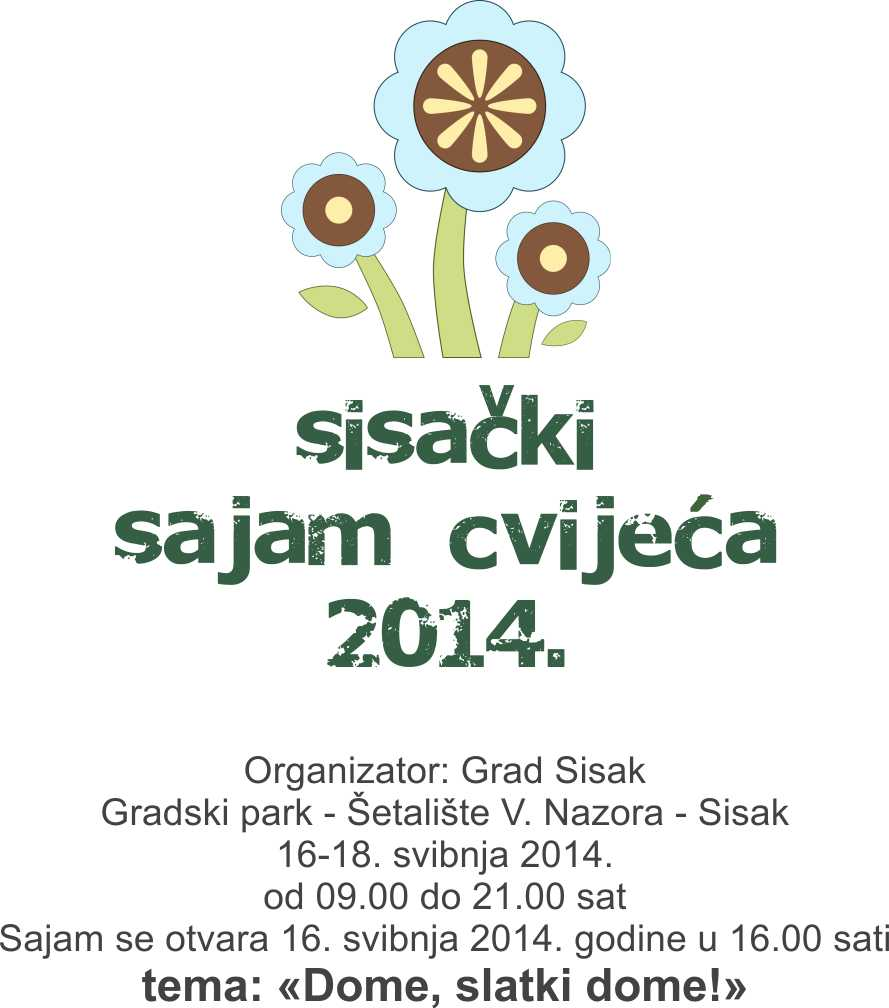 sisački
sajam cvijeća
2014.
Organizator: Grad Sisak
Gradski park - Šetalište V. Nazora - Sisak
16-18. svibnja 2014.
od 09.00 do 21.00 sat
Sajam se otvara 16. svibnja 2014. godine u 16.00 sati
tema: «Dome, slatki dome!»